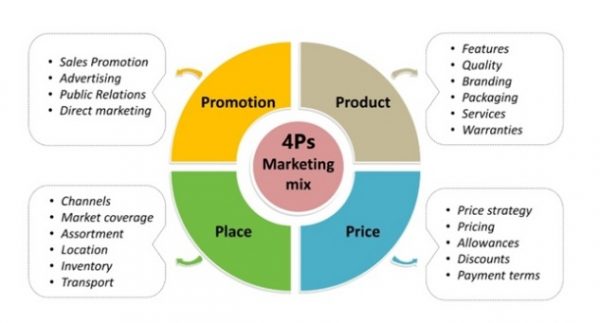 • Sales Promotion
• Advertising
• Public Relations
• Direct marketing
Promotion
Product
• Features
• Quality
• Branding
• Packaging
• Services
• Warranties
4Ps
Marketing
mix
• Channels
• Market coverage
• Assortment
• Location
• Inventory
• Transport
Place
Price
• Price strategy
• Pricing
• Allowances
• Discounts
• Payment terms